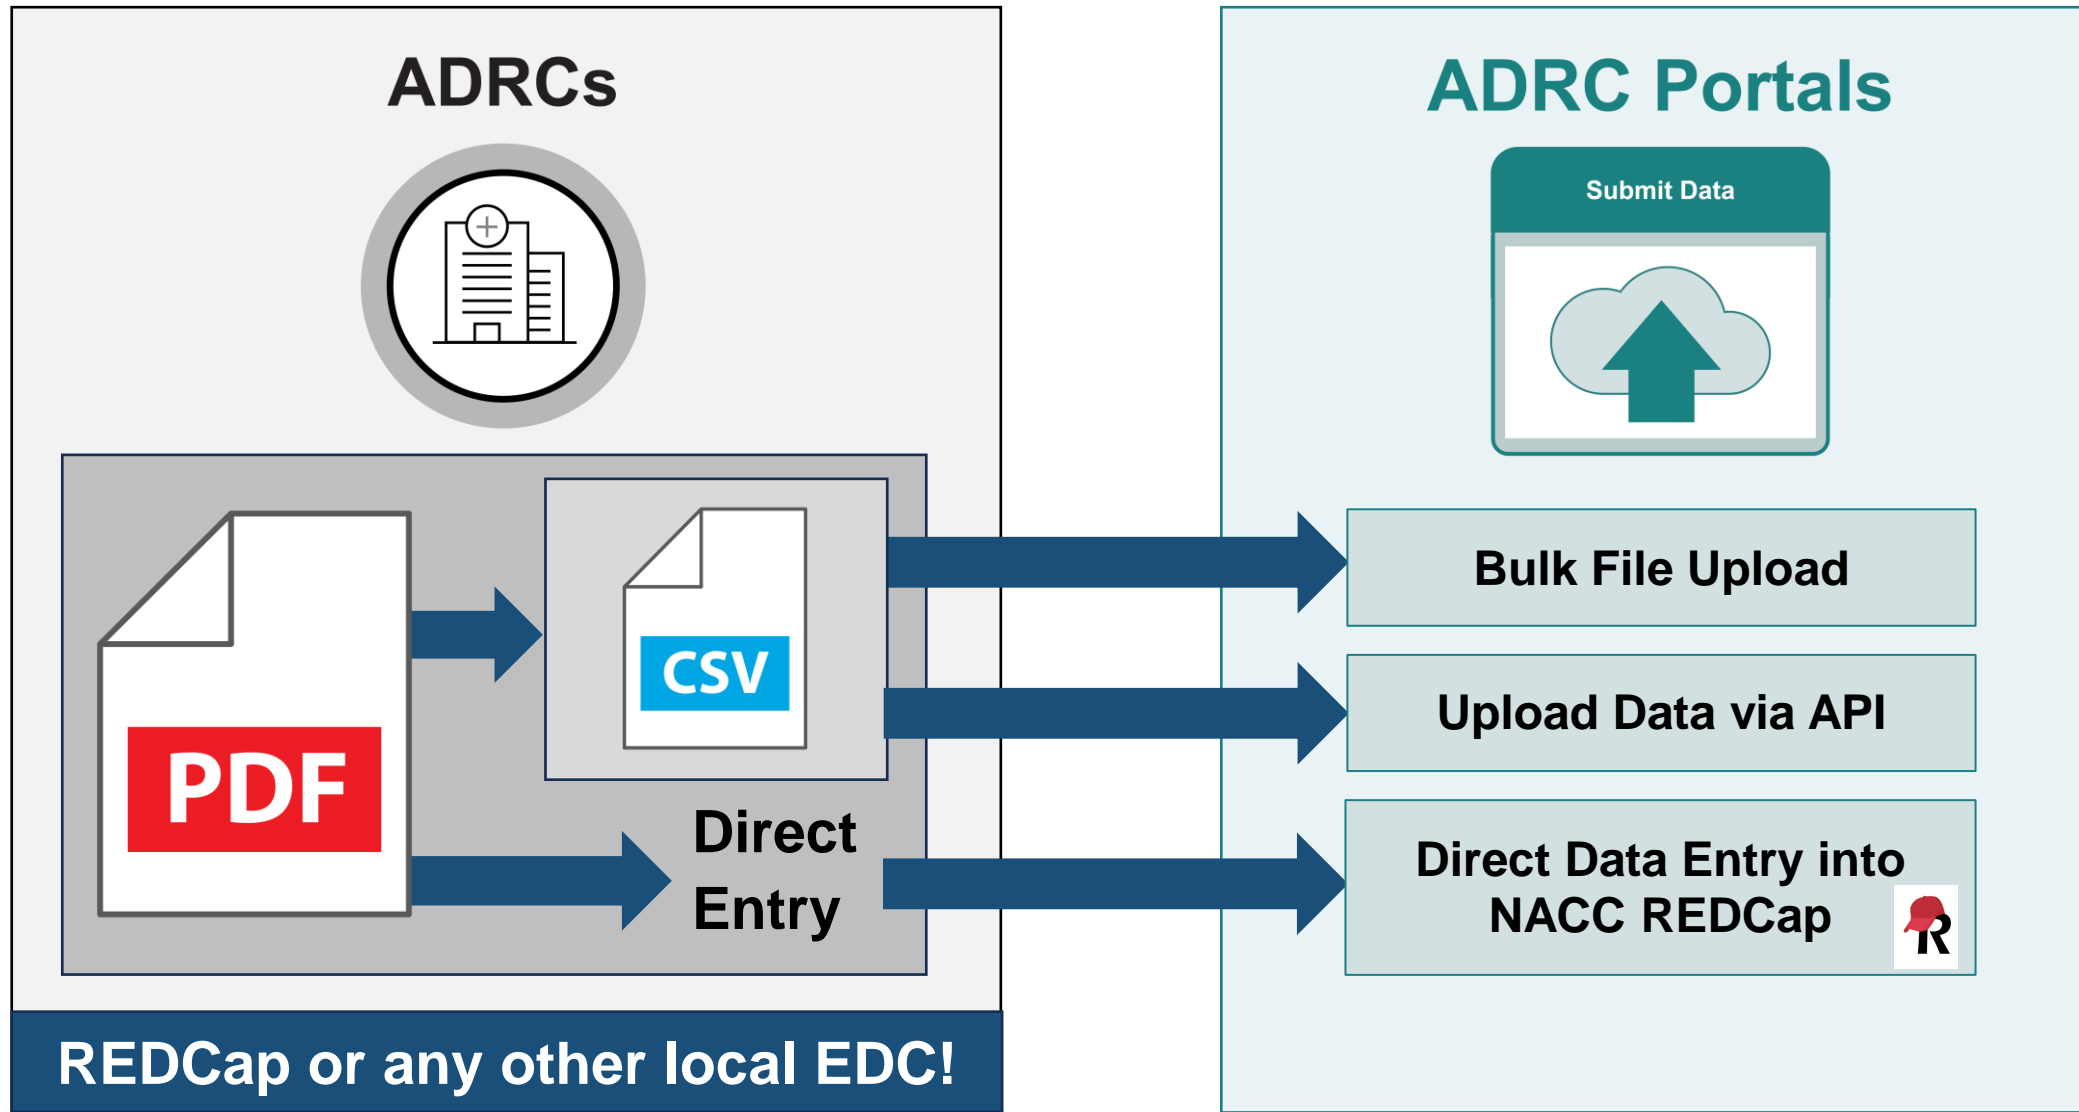 ADRCs
PDF
CSV
Direct
Entry
REDCap or any other local EDC!
ADRC Portals
Submit Data
Bulk File Upload
Upload Data via API
Direct Data Entry into
NACC REDCap
R